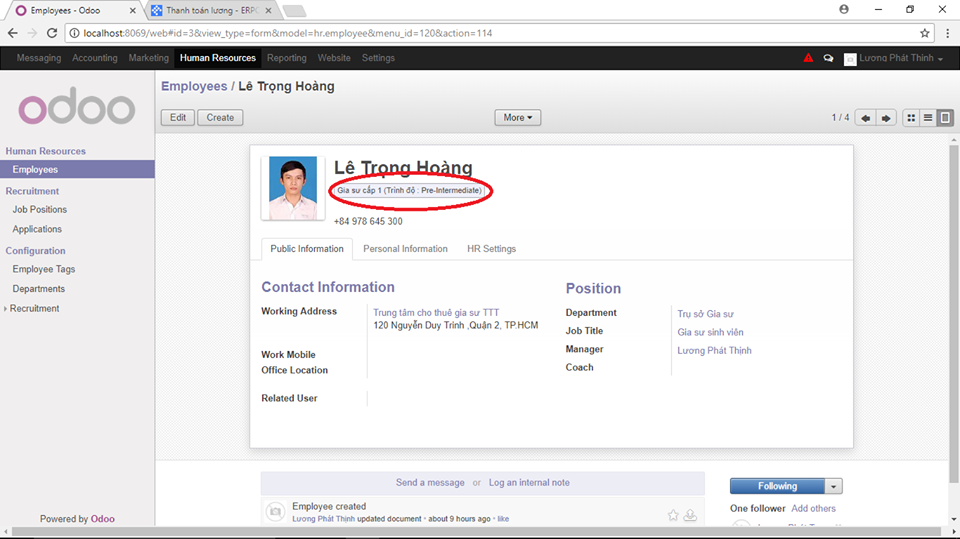 Employees - Odoo
Thanh toán lương - ERPO
localhost:8069/web#id=3&view_type=form&model=hr.employee&menu_id=120&action=114
Messaging Accounting Marketing Human Resources Reporting Website Settings
Lương Phát Thịnh
odoo
Employees / Lê Trọng Hoàng
Edit Create More 1 / 4
Human Resources
Employees
Recruitment
Job Positions
Applications
Configuration
Employee Tags
Departments
Recruitment
Powered by Odoo
Lê Trọng Hoàng
Gia sư cấp 1 (Trình độ : Pre-Intermediate)
+84 978 645 300
Public Information Personal Information HR Settings
Contact Information
Working Address Trung tâm cho thuê gia sư TTT
120 Nguyễn Duy Trinh ,Quận 2, TP.HCM
Work Mobile
Office Location
Related User
Position
Department Trụ sở Gia sư
Job Title Gia sư sinh viên
Manager Lương Phát Thịnh
Coach
Send a message or Log an internal note
Employee created
Lương Phát Thịnh updated document • about 9 hours ago • like
Following
One follower Add others